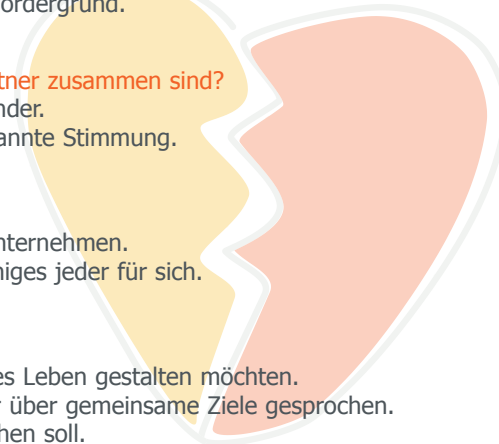 ordergrund.
tner zusammen sind?
nder.
annte Stimmung.
nternehmen.
niges jeder für sich.
es Leben gestalten möchten.
r über gemeinsame Ziele gesprochen.
hen soll.